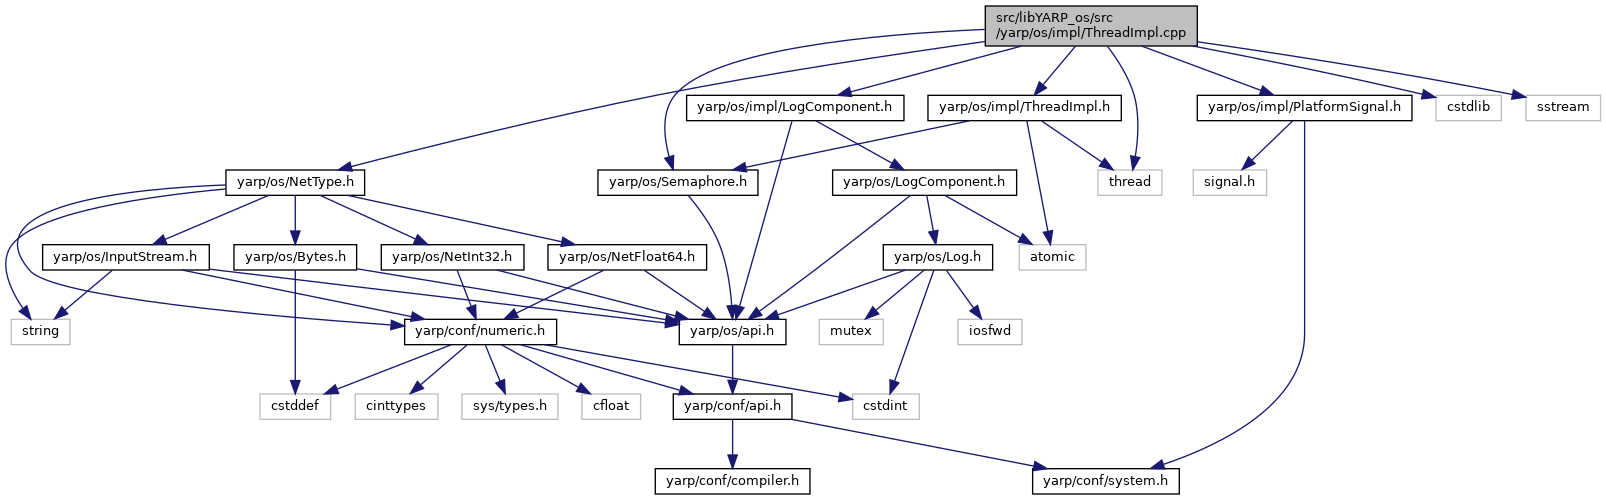 src/libYARP_os/src
/yarp/os/impl/ThreadImpl.cpp
yarp/os/impl/LogComponent.h
yarp/os/impl/ThreadImpl.h
yarp/os/impl/PlatformSignal.h
cstdlib
sstream
yarp/os/NetType.h
yarp/os/Semaphore.h
yarp/os/LogComponent.h
thread
signal.h
yarp/os/InputStream.h
yarp/os/Bytes.h
yarp/os/NetInt32.h
yarp/os/NetFloat64.h
yarp/os/Log.h
atomic
string
yarp/conf/numeric.h
yarp/os/api.h
mutex
iosfwd
cstddef
cinttypes
sys/types.h
cfloat
yarp/conf/api.h
cstdint
yarp/conf/compiler.h
yarp/conf/system.h